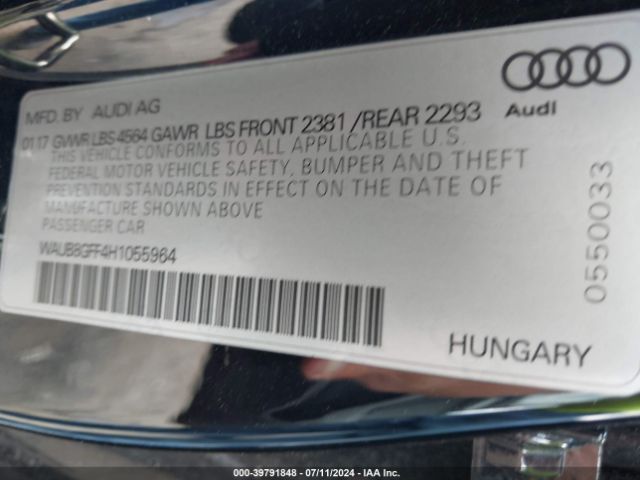 MFD. BY AUDI AG
Audi
01 17 GVWR LBS 4564 GAWR LBS FRONT 2381 /REAR 2293
THIS VEHICLE CONFORMS TO ALL APPLICABLE U.S.
FEDERAL MOTOR VEHICLE SAFETY, BUMPER AND THEFT
PREVENTION STANDARDS IN EFFECT ON THE DATE OF
MANUFACTURE SHOWN ABOVE
PASSENGER CAR
WAUB8GFF4H1055964
0550033
HUNGARY
000-39791848 - 07/11/2024 - IAA Inc.